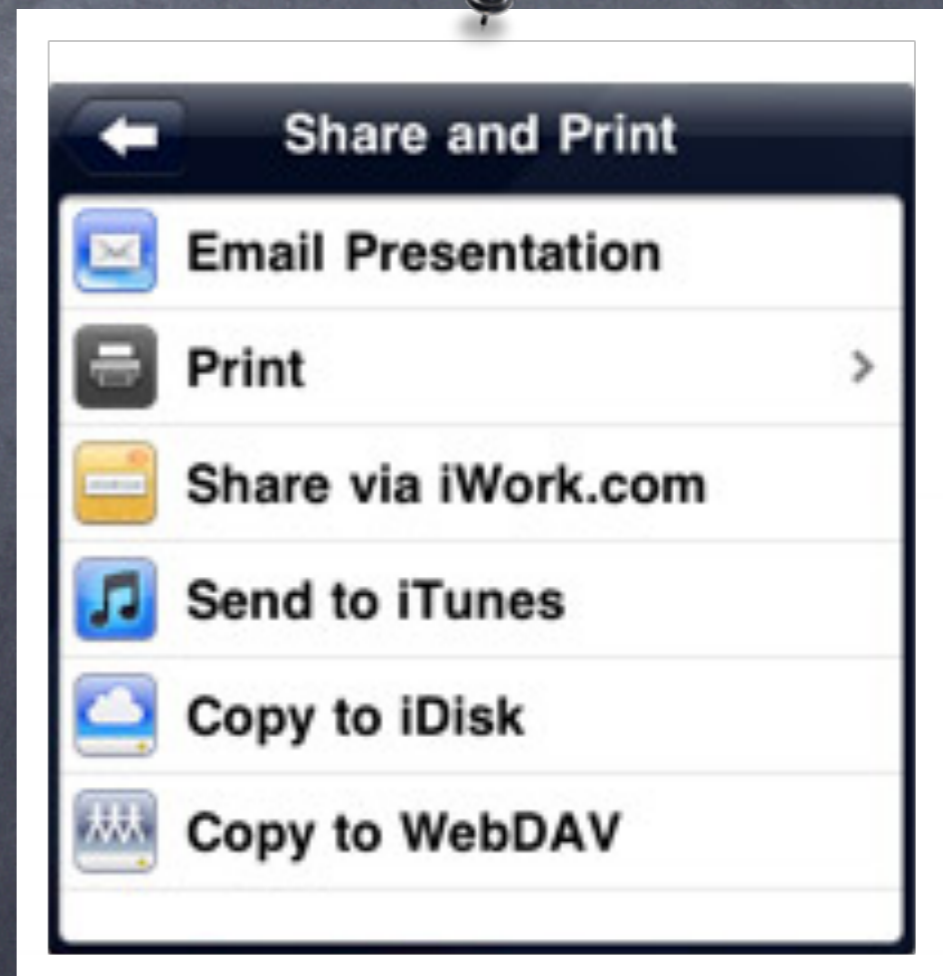 Share and Print
Email Presentation
Print
Share via iWork.com
Send to iTunes
Copy to iDisk
Copy to WebDAV